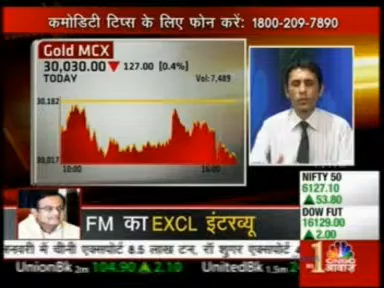 कमोडिटी टिप्स के लिए फोन करें: 1800-209-7890
Gold MCX
30,030.00 127.00 [0.4%]
TODAY Vol:7,489
30,182
30,017
10:00 16:00
NIFTY 50
6127.10
53.80
DOW FUT
16129.00
2.00
FM का EXCL इंटरव्यू
में चीनी एक्सपोर्ट 8.5 लाख टन, रॉ शुगर एक्सपोर्ट
UnionBk 2m 104.90 2.10 UnitedBk 1.5m
1 CNBC
आवाज़